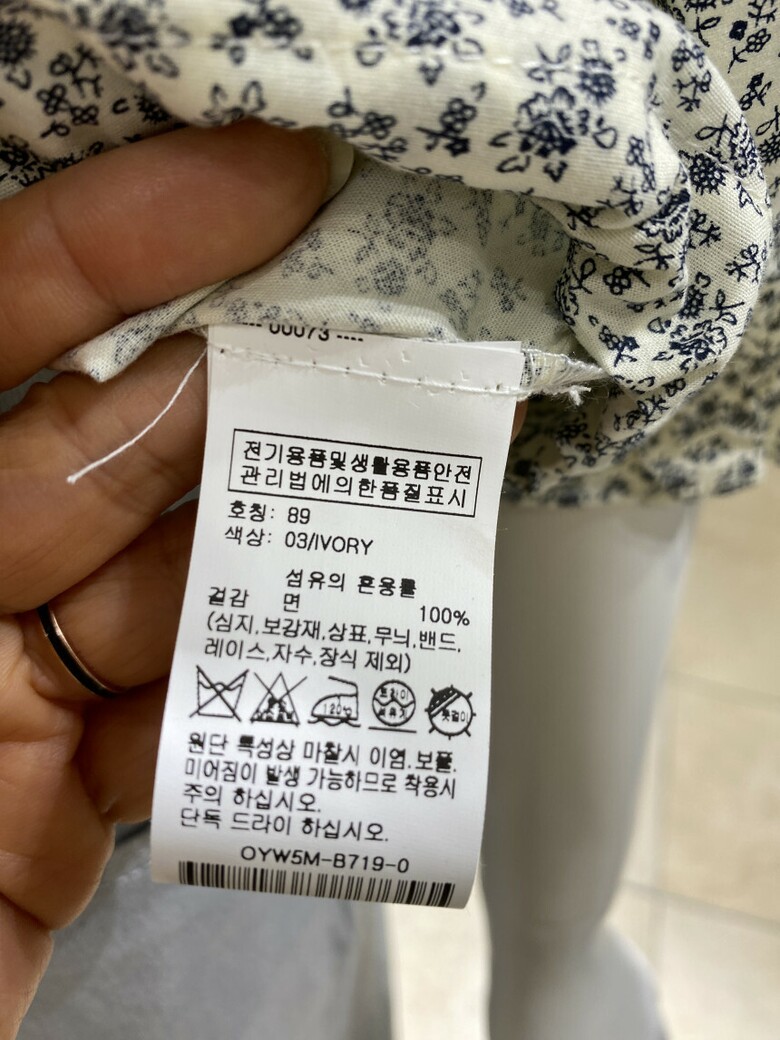 ---- 00073 ----
전기용품및생활용품안전
관리법에의한품질표시
호칭: 89
색상: 03/IVORY
섬유의 혼용률
겉감 면 100%
(심지,보강재,상표,무늬,밴드,
레이스,자수,장식 제외)
120℃ 드라이
원단 특성상 마찰시 이염.보풀.
미어짐이 발생 가능하므로 착용시
주의 하십시오.
단독 드라이 하십시오.
OYW5M-B719-0